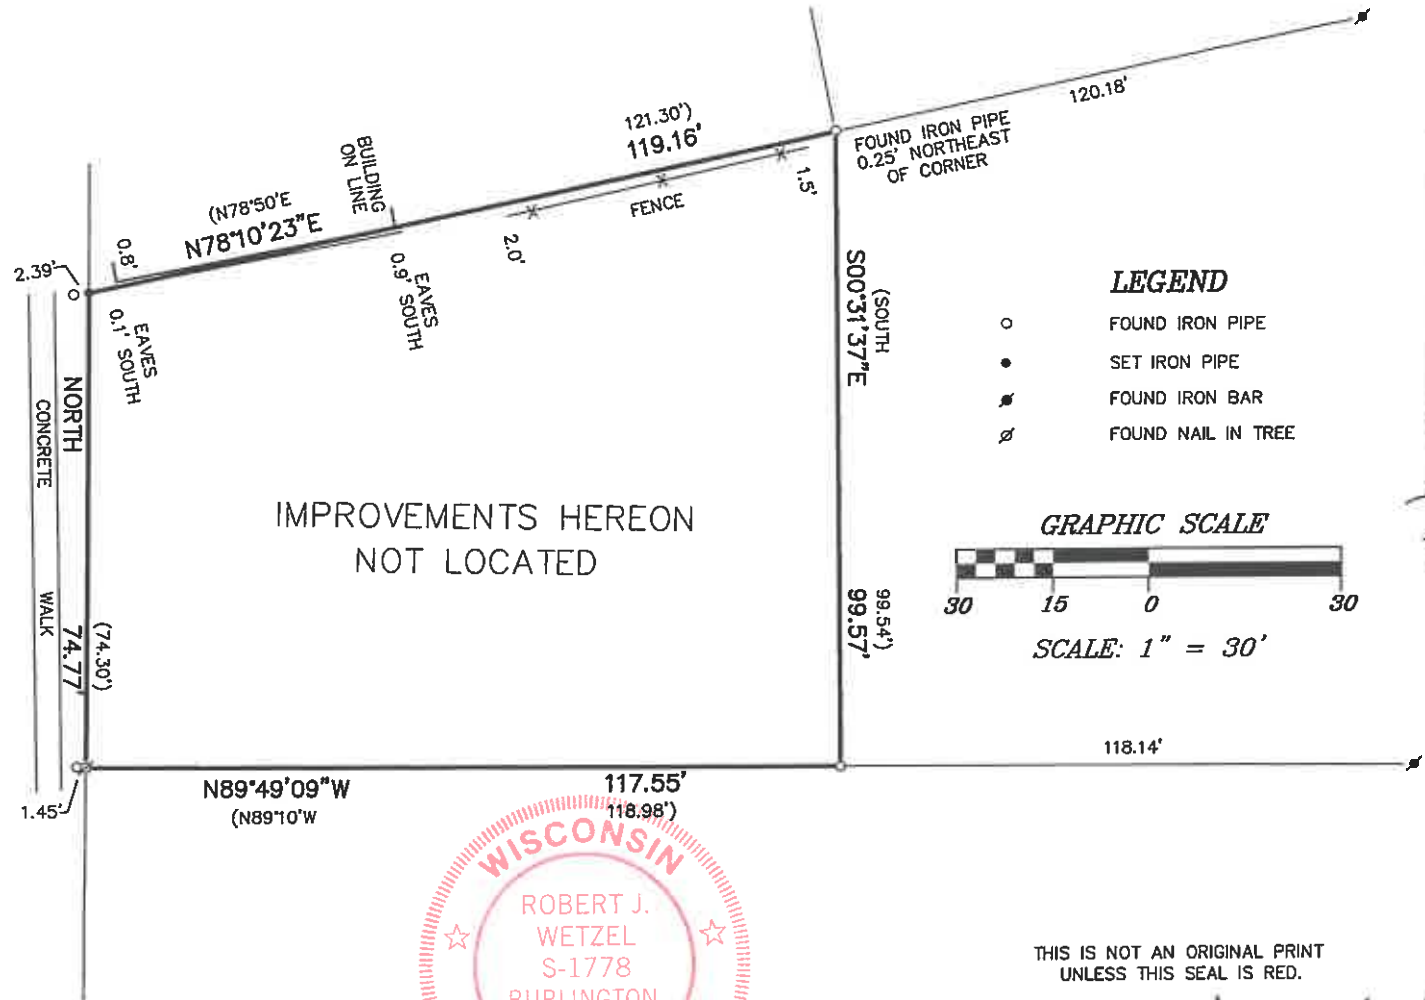 120.18'
121.30')
119.16'
FOUND IRON PIPE
0.25' NORTHEAST
OF CORNER
BUILDING
ON LINE
(N78°50'E
N78°10'23"E
FENCE
1.5'
2.0'
0.8'
2.39'
EAVES
0.9' SOUTH
EAVES
0.1' SOUTH
(SOUTH
S00°31'37"E
LEGEND
FOUND IRON PIPE
SET IRON PIPE
FOUND IRON BAR
FOUND NAIL IN TREE
NORTH
CONCRETE WALK
IMPROVEMENTS HEREON
NOT LOCATED
GRAPHIC SCALE
30 15 0 30
SCALE: 1" = 30'
99.54')
99.57'
(74.30')
74.77'
118.14'
N89°49'09"W 117.55'
(N89°10'W 118.98')
1.45'
WISCONSIN
ROBERT J.
WETZEL
S-1778
BURLINGTON
THIS IS NOT AN ORIGINAL PRINT
UNLESS THIS SEAL IS RED.